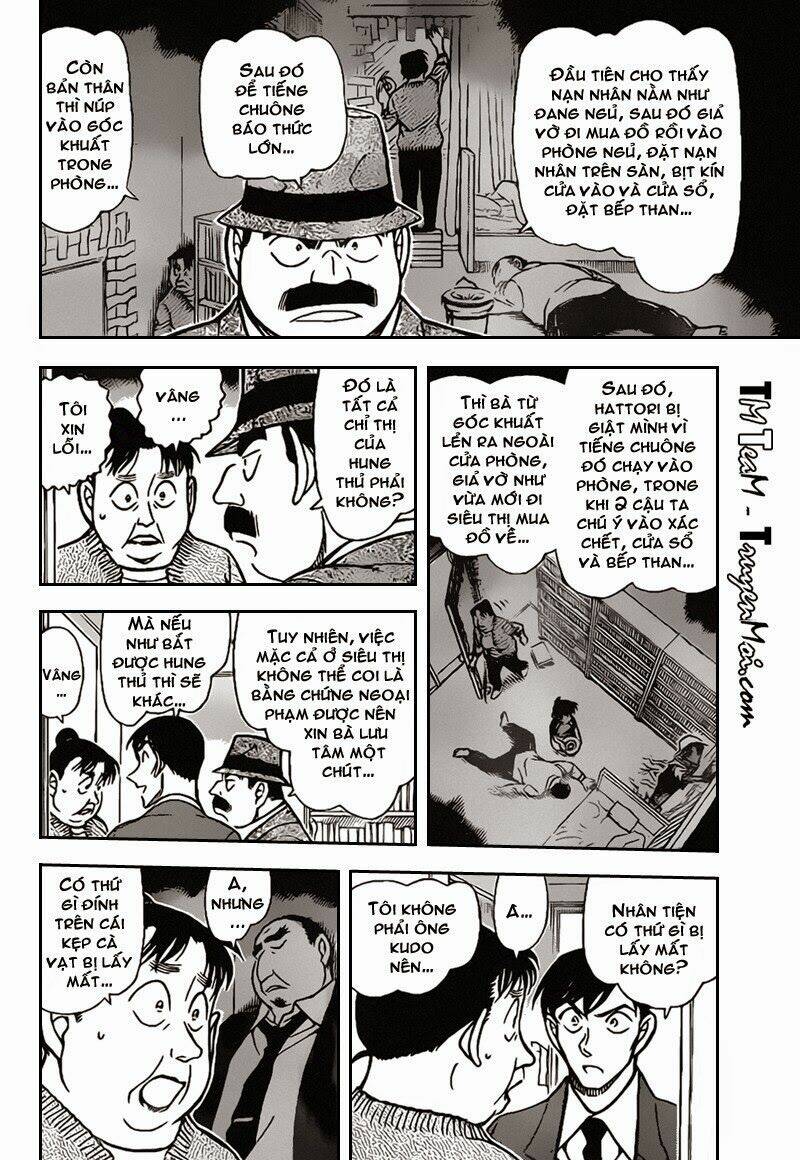 ĐẦU TIÊN CHO THẤY
NẠN NHÂN NẰM NHƯ
ĐANG NGỦ, SAU ĐÓ GIẢ
VỜ ĐI MUA ĐỒ RỒI VÀO
PHÒNG NGỦ, ĐẶT NẠN
NHÂN TRÊN SÀN, BỊT KÍN
CỬA VÀO VÀ CỬA SỔ,
ĐẶT BẾP THAN...
SAU ĐÓ
ĐỂ TIẾNG
CHUÔNG
BÁO THỨC
LỚN...
CÒN
BẢN THÂN
THÌ NÚP
VÀO GÓC
KHUẤT
TRONG
PHÒNG...
SAU ĐÓ,
HATTORI BỊ
GIẬT MÌNH VÌ
TIẾNG CHUÔNG
ĐÓ CHẠY VÀO
PHÒNG, TRONG
KHI 2 CẬU TA
CHÚ Ý VÀO XÁC
CHẾT, CỬA SỔ
VÀ BẾP THAN...
THÌ BÀ TỪ
GÓC KHUẤT
LẺN RA NGOÀI
CỬA PHÒNG,
GIẢ VỜ NHƯ
VỪA MỚI ĐI
SIÊU THỊ MUA
ĐỒ VỀ...
ĐÓ LÀ
TẤT CẢ
CHỈ THỊ
CỦA
HUNG
THỦ PHẢI
KHÔNG?
VÂNG
...
TÔI
XIN
LỖI...
TUY NHIÊN, VIỆC
MẶC CẢ Ở SIÊU THỊ
KHÔNG THỂ COI LÀ
BẰNG CHỨNG NGOẠI
PHẠM ĐƯỢC NÊN
XIN BÀ LƯU
TÂM MỘT
CHÚT...
MÀ NẾU
NHƯ BẮT
ĐƯỢC HUNG
THỦ THÌ SẼ
KHÁC...
VÂNG
...
NHÂN TIỆN
CÓ THỨ GÌ BỊ
LẤY MẤT
KHÔNG?
A...
TÔI KHÔNG
PHẢI ÔNG
KUDO
NÊN...
A,
NHƯNG
...
CÓ THỨ
GÌ ĐÍNH
TRÊN CÁI
KẸP CÀ
VẠT BỊ LẤY
MẤT...
TMTeaM - TruyenMoi.com